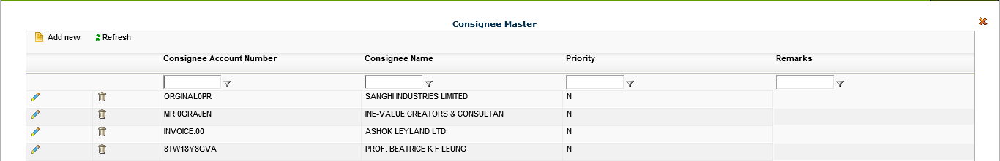 Consignee Master
Add new Refresh
Consignee Account Number Consignee Name Priority Remarks
ORGINAL0PR SANGHI INDUSTRIES LIMITED N
MR.0GRAJEN INE-VALUE CREATORS & CONSULTAN N
INVOICE:00 ASHOK LEYLAND LTD. N
8TW18Y8GVA PROF. BEATRICE K F LEUNG N